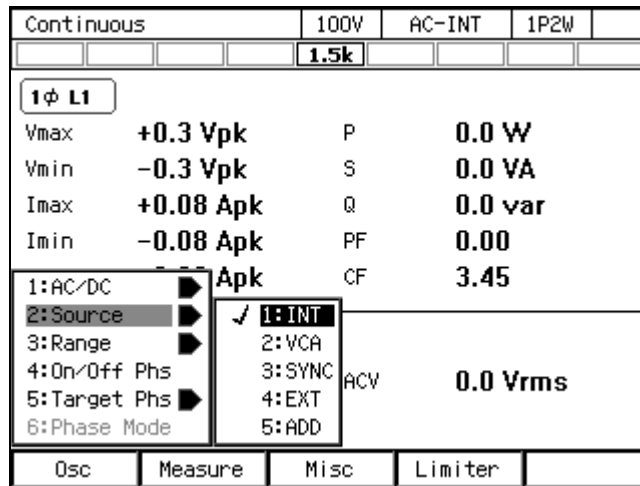 Continuous 100V AC-INT 1P2W
1.5k
1ϕ L1
Vmax +0.3 Vpk P 0.0 W
Vmin −0.3 Vpk S 0.0 VA
Imax +0.08 Apk Q 0.0 var
Imin −0.08 Apk PF 0.00
Apk CF 3.45
1:AC/DC
2:Source
3:Range
4:On/Off Phs
5:Target Phs
6:Phase Mode
✓ 1:INT
2:VCA
3:SYNC
4:EXT
5:ADD
ACV 0.0 Vrms
Osc Measure Misc Limiter